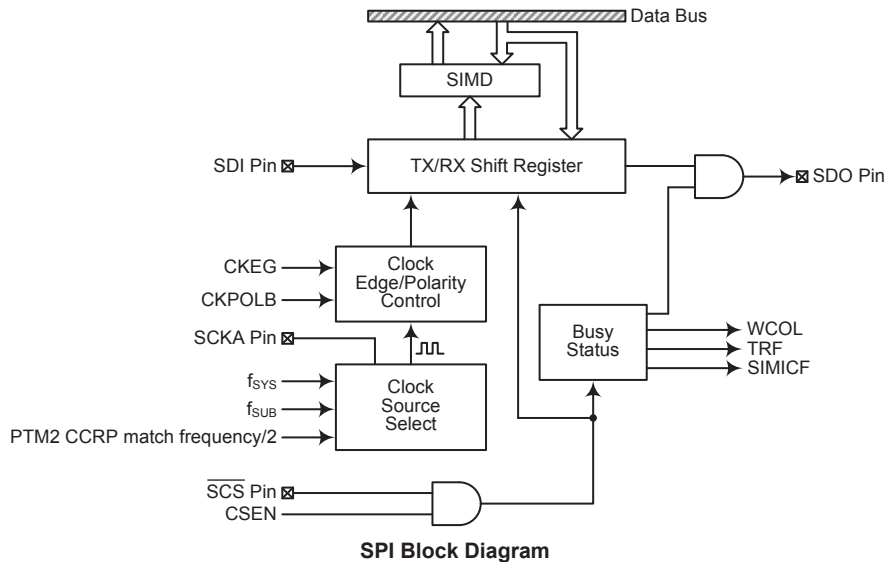 Data Bus
SIMD
SDI Pin
TX/RX Shift Register
SDO Pin
CKEG
CKPOLB
Clock
Edge/Polarity
Control
SCKA Pin
Busy
Status
WCOL
TRF
SIMICF
fSYS
fSUB
PTM2 CCRP match frequency/2
Clock
Source
Select
SCS Pin
CSEN
SPI Block Diagram